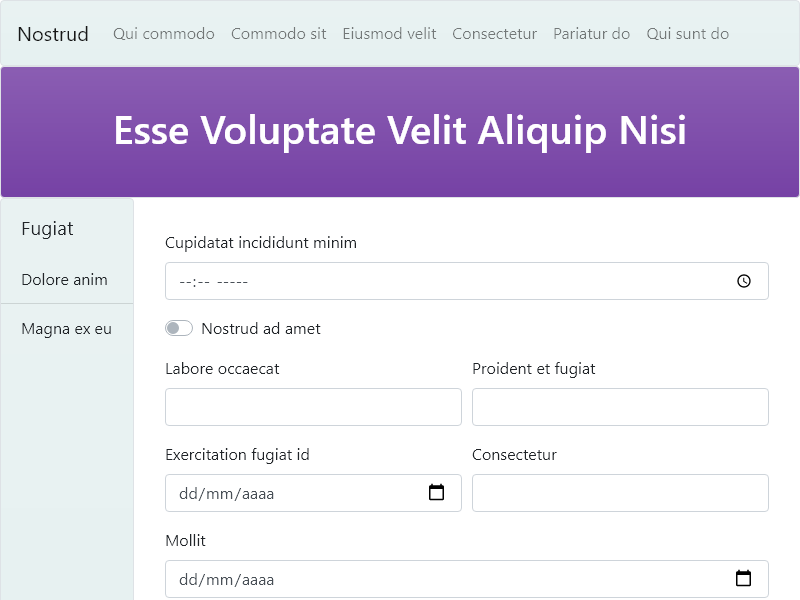 Nostrud Qui commodo Commodo sit Eiusmod velit Consectetur Pariatur do Qui sunt do
Esse Voluptate Velit Aliquip Nisi
Fugiat
Dolore anim
Magna ex eu
Cupidatat incididunt minim
--:-- -----
Nostrud ad amet
Labore occaecat Proident et fugiat
Exercitation fugiat id Consectetur
dd/mm/aaaa
Mollit
dd/mm/aaaa